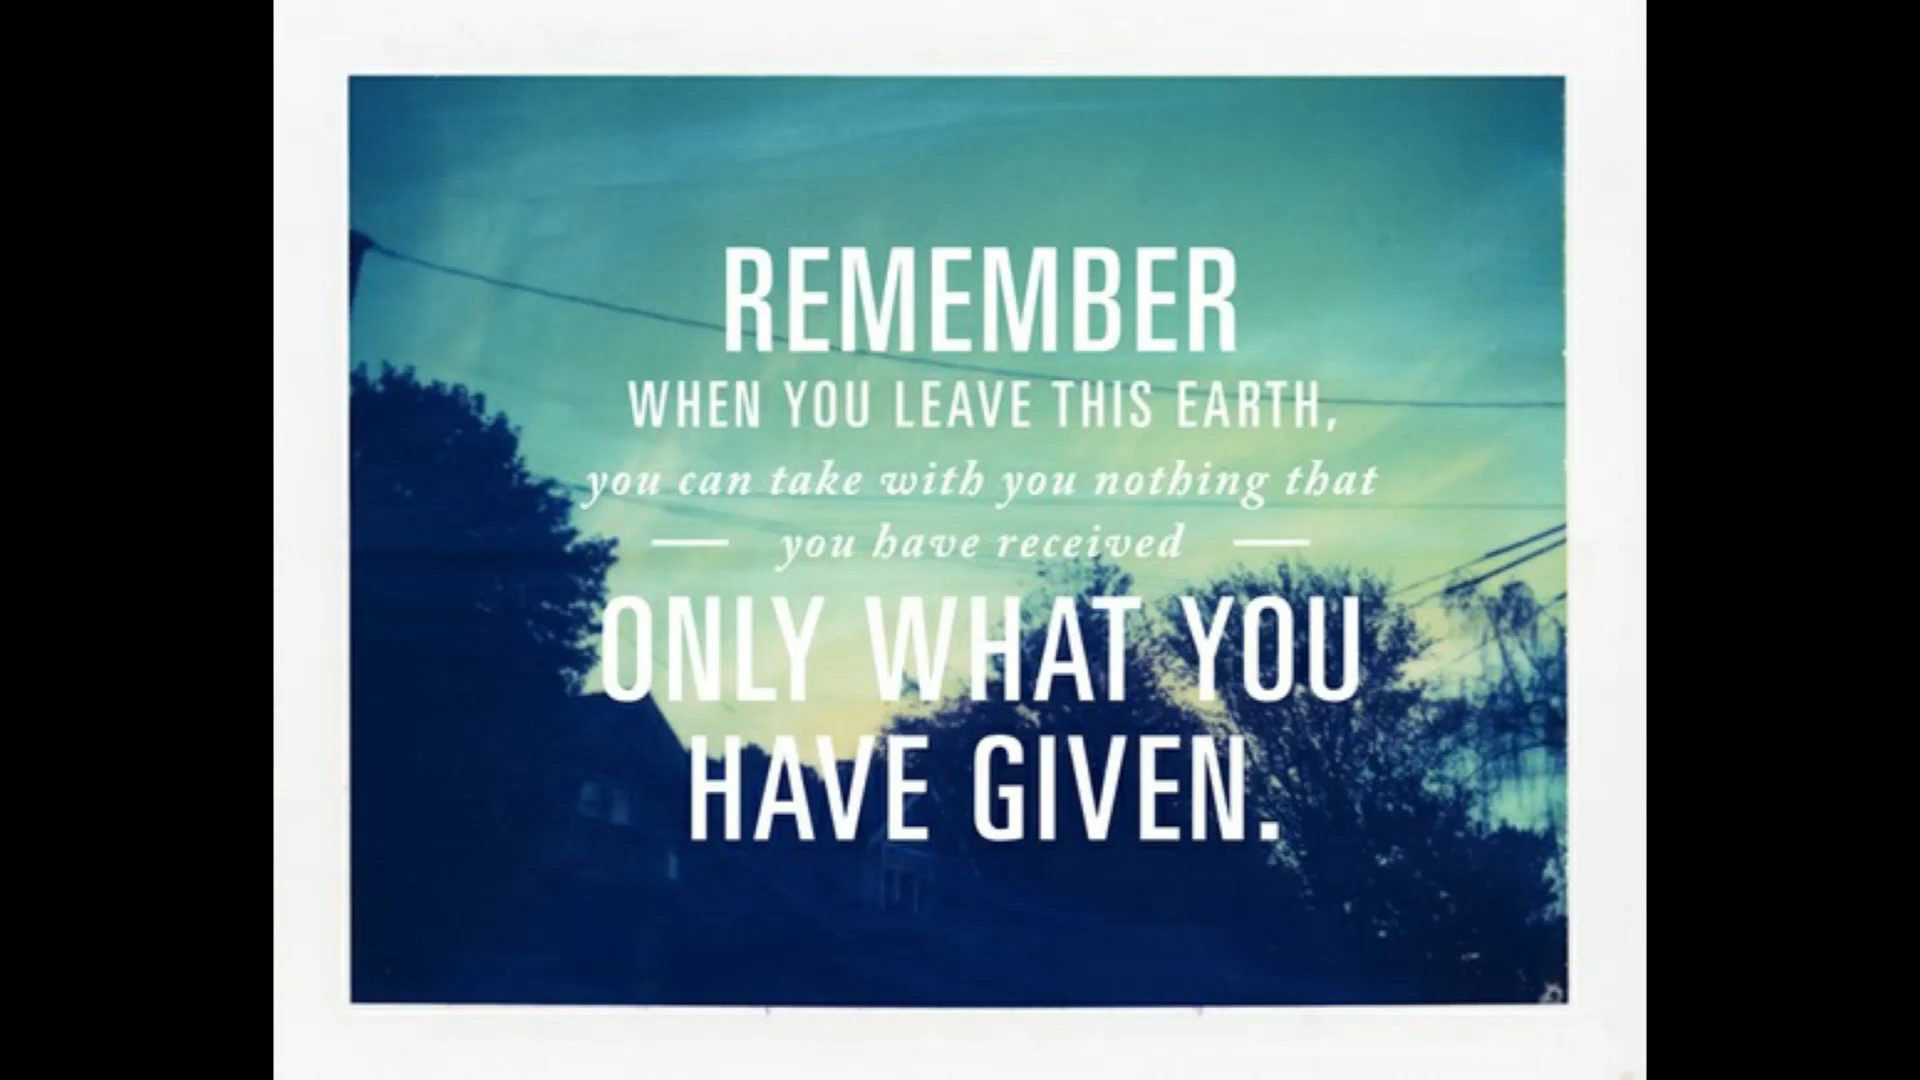 REMEMBER
WHEN YOU LEAVE THIS EARTH,
you can take with you nothing that
you have received
ONLY WHAT YOU
HAVE GIVEN.